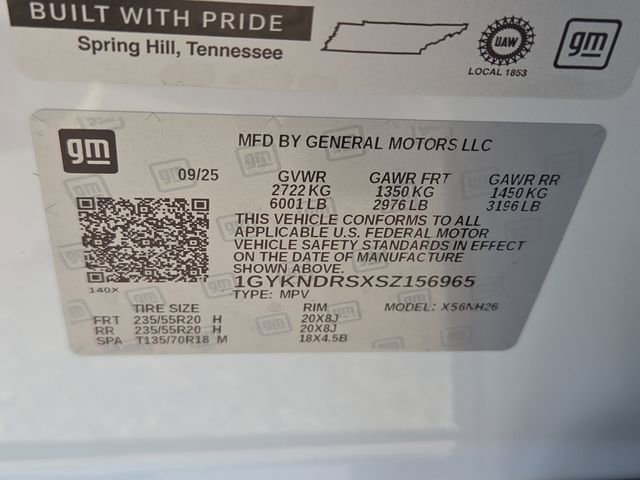 BUILT WITH PRIDE
Spring Hill, Tennessee
UAW
LOCAL 1853
gm
gm
MFD BY GENERAL MOTORS LLC
09/25 GVWR GAWR FRT GAWR RR
2722 KG 1350 KG 1450 KG
6001 LB 2976 LB 3196 LB
THIS VEHICLE CONFORMS TO ALL
APPLICABLE U.S. FEDERAL MOTOR
VEHICLE SAFETY STANDARDS IN EFFECT
ON THE DATE OF MANUFACTURE
SHOWN ABOVE.
1GYKNDRSXSZ156965
140X
TYPE: MPV
TIRE SIZE RIM MODEL: X56NH26
FRT 235/55R20 H 20X8J
RR 235/55R20 H 20X8J
SPA T135/70R18 M 18X4.5B